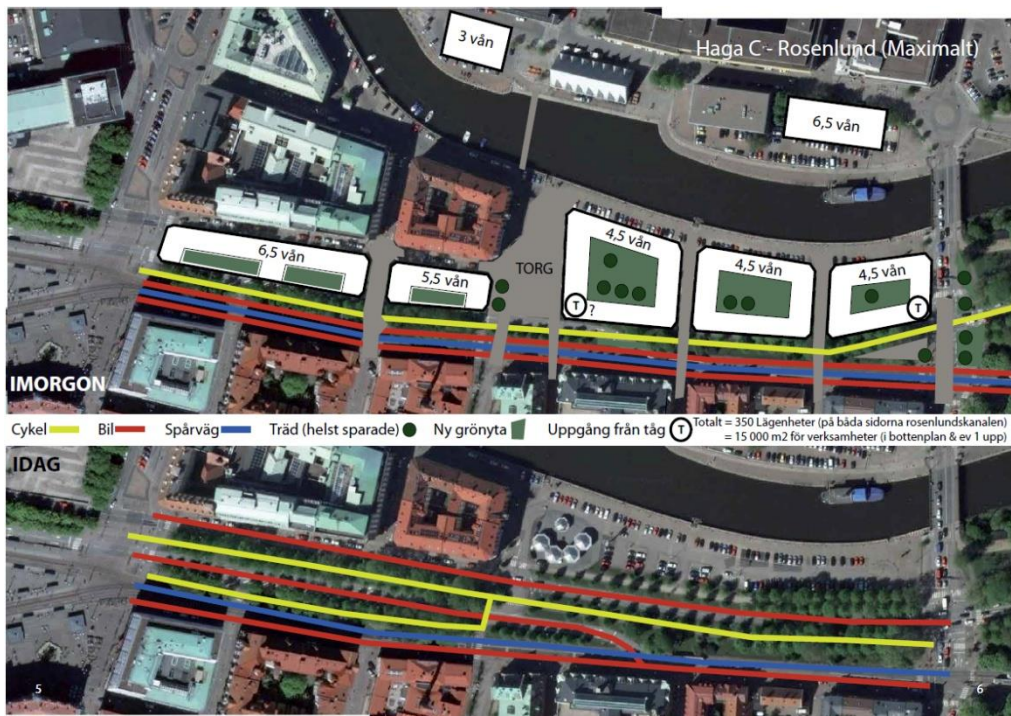 3 vån
Haga C - Rosenlund (Maximalt)
6,5 vån
6,5 vån
5,5 vån
TORG
4,5 vån
4,5 vån
4,5 vån
T ?
T
IMORGON
Cykel Bil Spårväg Träd (helst sparade) Ny grönyta Uppgång från tåg T Totalt = 350 Lägenheter (på båda sidorna rosenlundskanalen)
= 15 000 m2 för verksamheter (i bottenplan & ev 1 upp)
IDAG
5
6